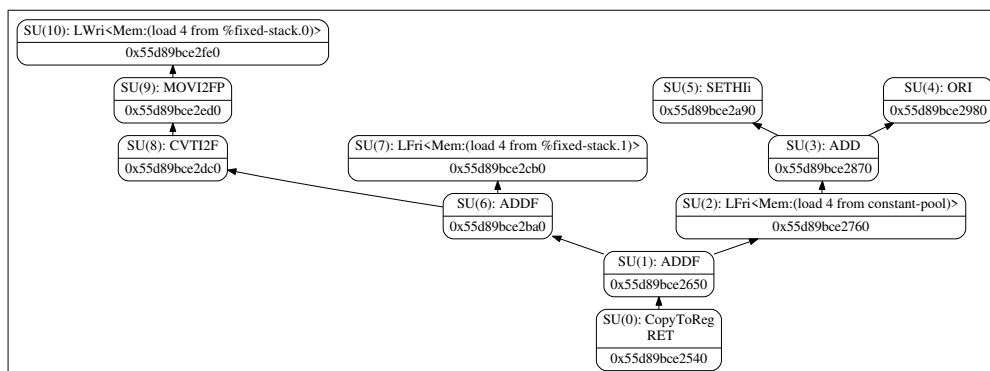 SU(10): LWri<Mem:(load 4 from %fixed-stack.0)>
0x55d89bce2fe0
SU(9): MOVI2FP
0x55d89bce2ed0
SU(5): SETHIi
0x55d89bce2a90
SU(4): ORI
0x55d89bce2980
SU(8): CVTI2F
0x55d89bce2dc0
SU(7): LFri<Mem:(load 4 from %fixed-stack.1)>
0x55d89bce2cb0
SU(3): ADD
0x55d89bce2870
SU(6): ADDF
0x55d89bce2ba0
SU(2): LFri<Mem:(load 4 from constant-pool)>
0x55d89bce2760
SU(1): ADDF
0x55d89bce2650
SU(0): CopyToReg
RET
0x55d89bce2540